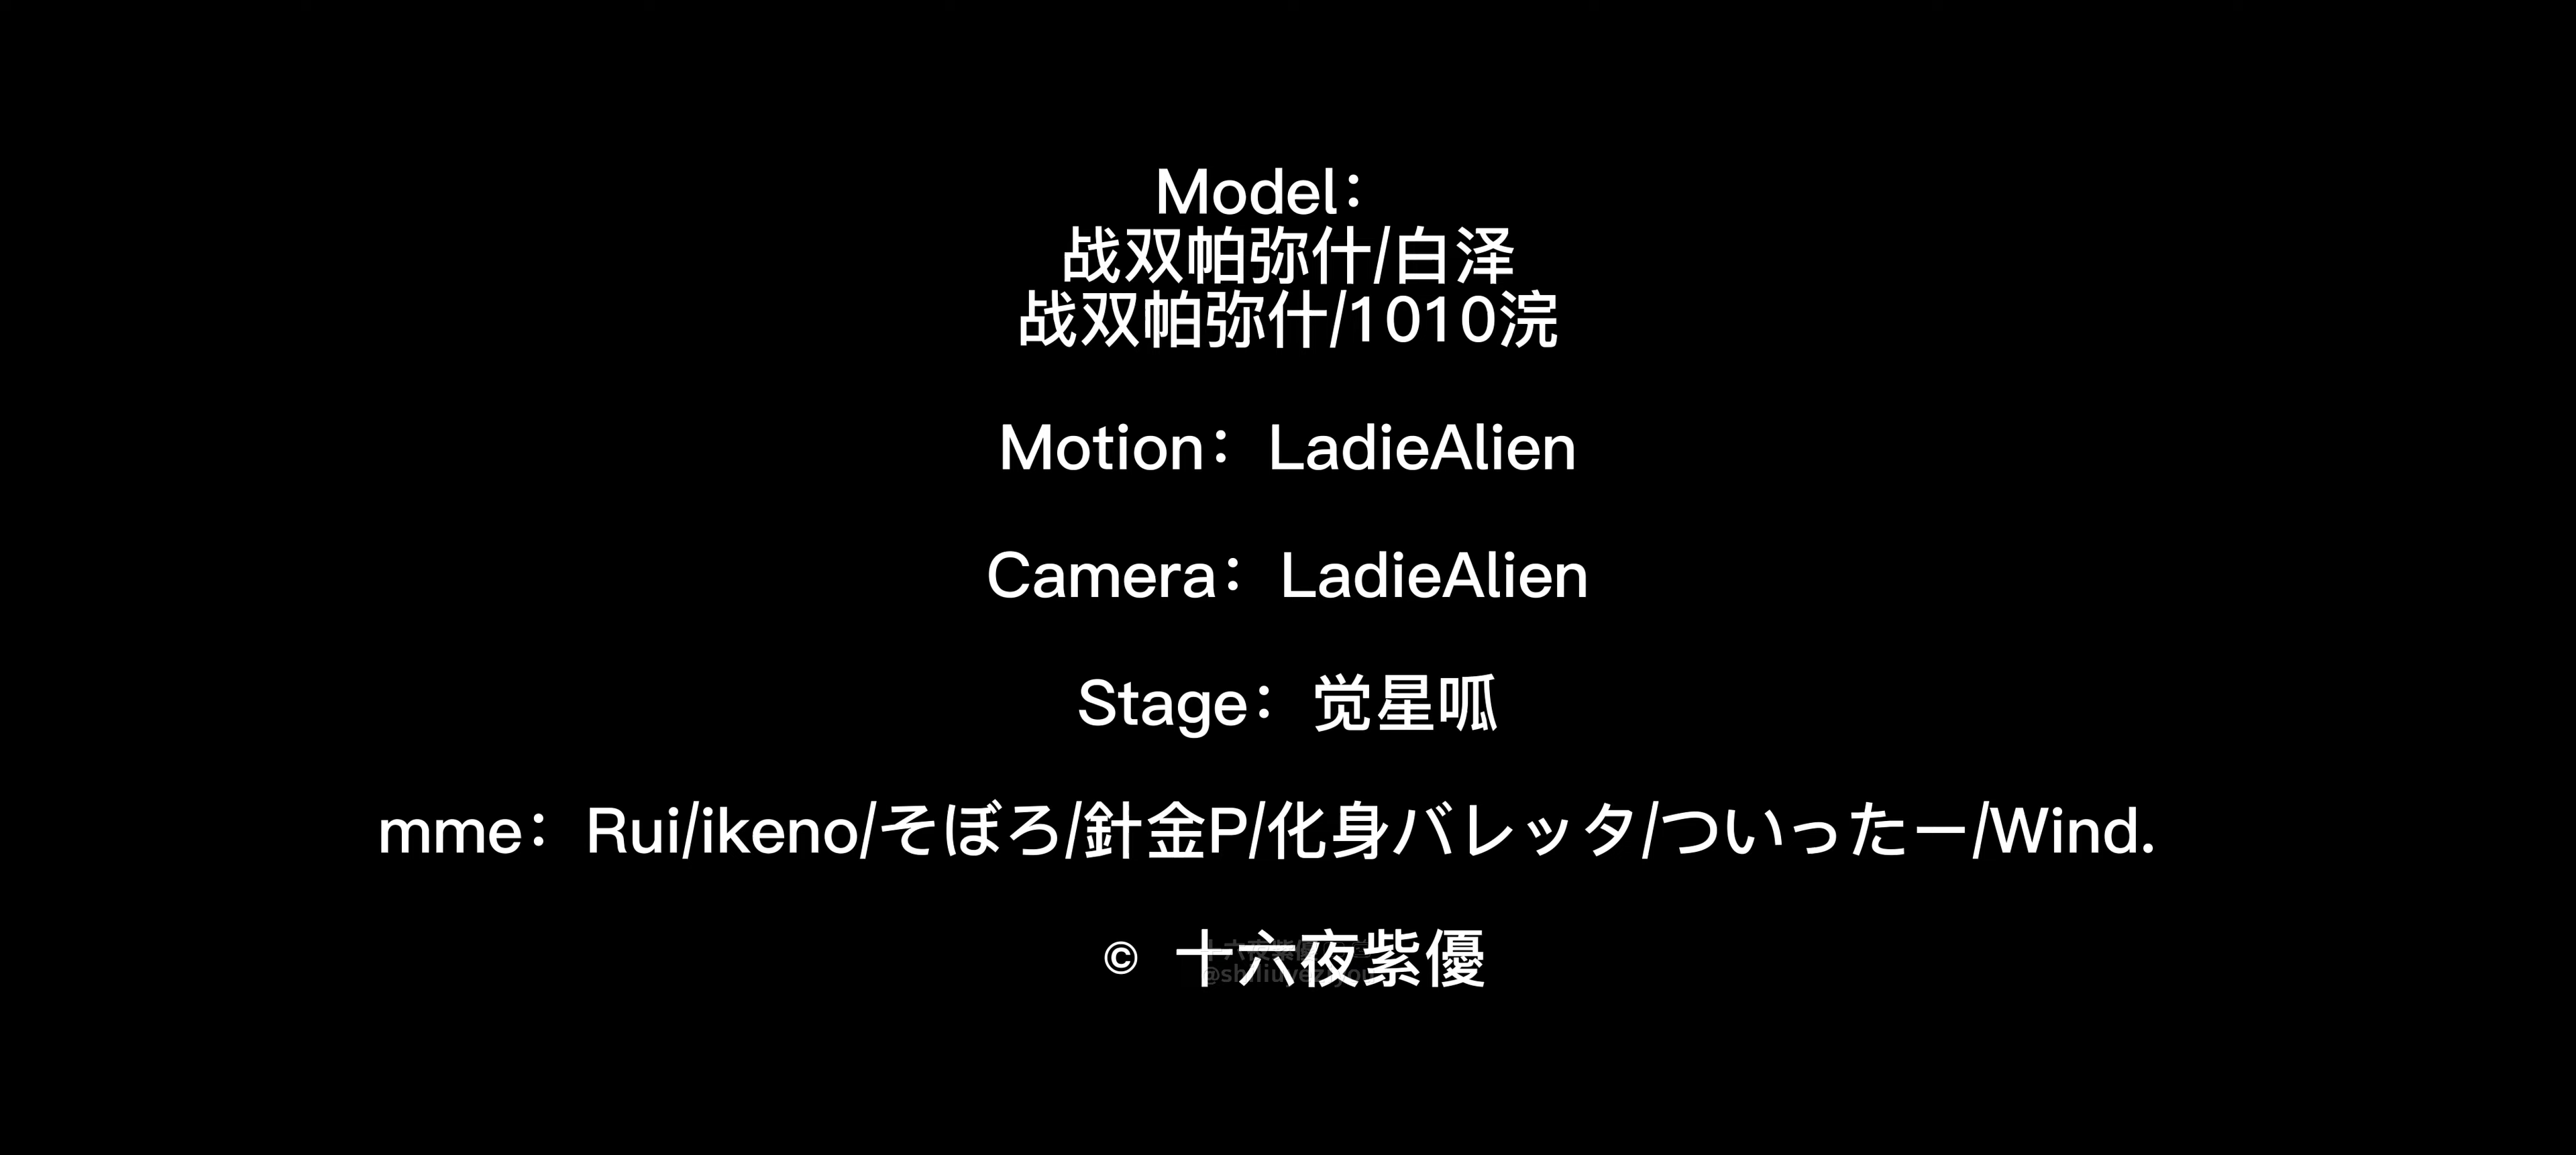 Model：
战双帕弥什/白泽
战双帕弥什/1010浣
Motion：LadieAlien
Camera：LadieAlien
Stage：觉星呱
mme：Rui/ikeno/そぼろ/針金P/化身バレッタ/ついったー/Wind.
© 十六夜紫優